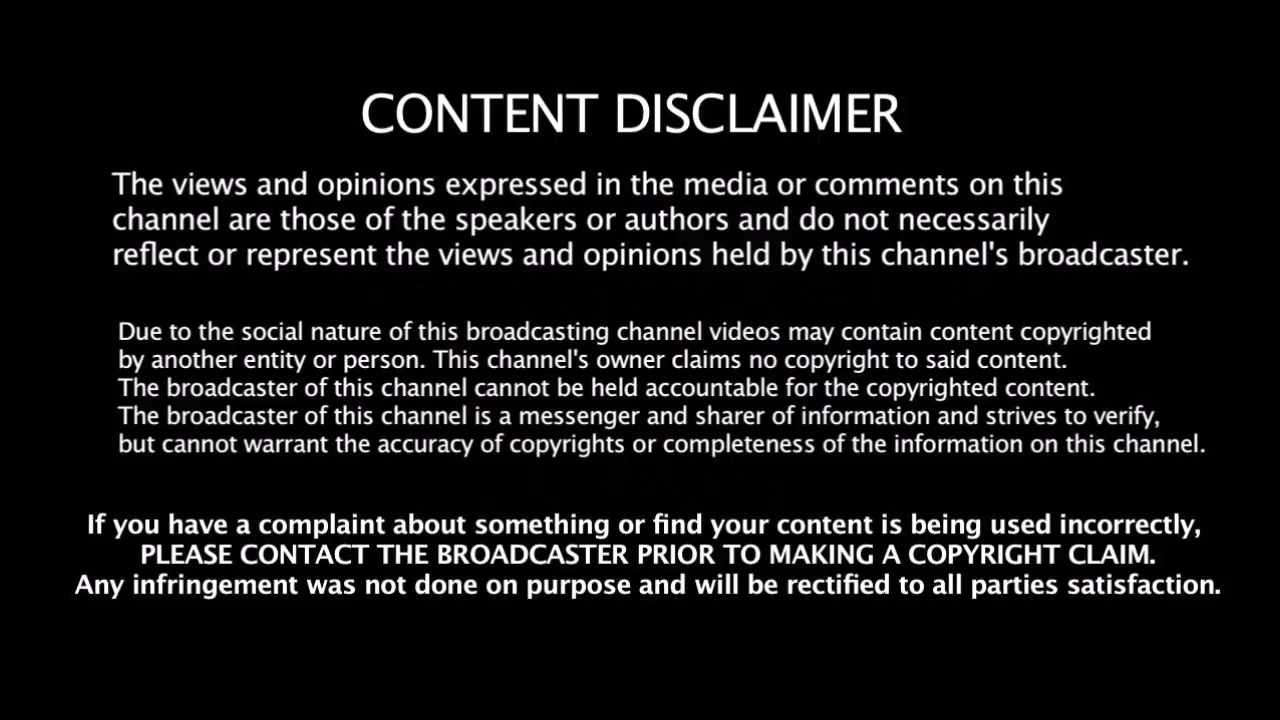 CONTENT DISCLAIMER
The views and opinions expressed in the media or comments on this
channel are those of the speakers or authors and do not necessarily
reflect or represent the views and opinions held by this channel's broadcaster.
Due to the social nature of this broadcasting channel videos may contain content copyrighted
by another entity or person. This channel's owner claims no copyright to said content.
The broadcaster of this channel cannot be held accountable for the copyrighted content.
The broadcaster of this channel is a messenger and sharer of information and strives to verify,
but cannot warrant the accuracy of copyrights or completeness of the information on this channel.
If you have a complaint about something or find your content is being used incorrectly,
PLEASE CONTACT THE BROADCASTER PRIOR TO MAKING A COPYRIGHT CLAIM.
Any infringement was not done on purpose and will be rectified to all parties satisfaction.